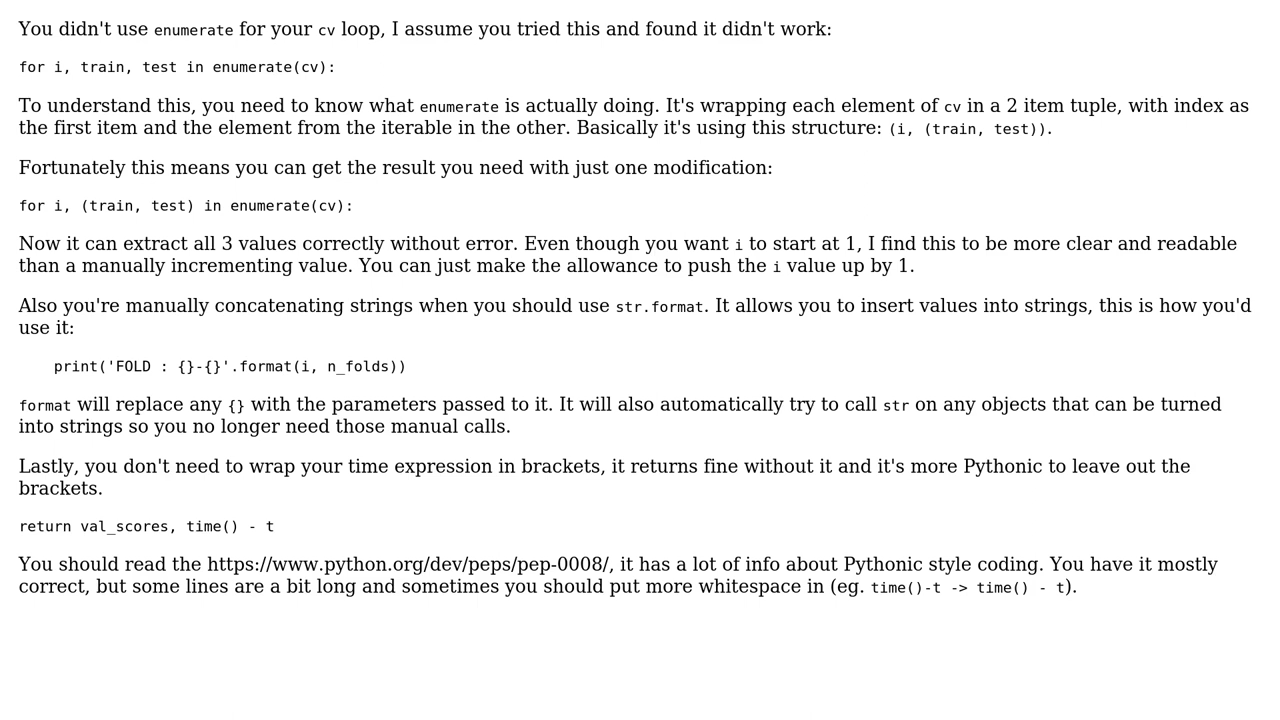 You didn't use enumerate for your cv loop, I assume you tried this and found it didn't work:
for i, train, test in enumerate(cv):
To understand this, you need to know what enumerate is actually doing. It's wrapping each element of cv in a 2 item tuple, with index as
the first item and the element from the iterable in the other. Basically it's using this structure: (i, (train, test)).
Fortunately this means you can get the result you need with just one modification:
for i, (train, test) in enumerate(cv):
Now it can extract all 3 values correctly without error. Even though you want i to start at 1, I find this to be more clear and readable
than a manually incrementing value. You can just make the allowance to push the i value up by 1.
Also you're manually concatenating strings when you should use str.format. It allows you to insert values into strings, this is how you'd
use it:
print('FOLD : {}-{}'.format(i, n_folds))
format will replace any {} with the parameters passed to it. It will also automatically try to call str on any objects that can be turned
into strings so you no longer need those manual calls.
Lastly, you don't need to wrap your time expression in brackets, it returns fine without it and it's more Pythonic to leave out the
brackets.
return val_scores, time() - t
You should read the https://www.python.org/dev/peps/pep-0008/, it has a lot of info about Pythonic style coding. You have it mostly
correct, but some lines are a bit long and sometimes you should put more whitespace in (eg. time()-t -> time() - t).